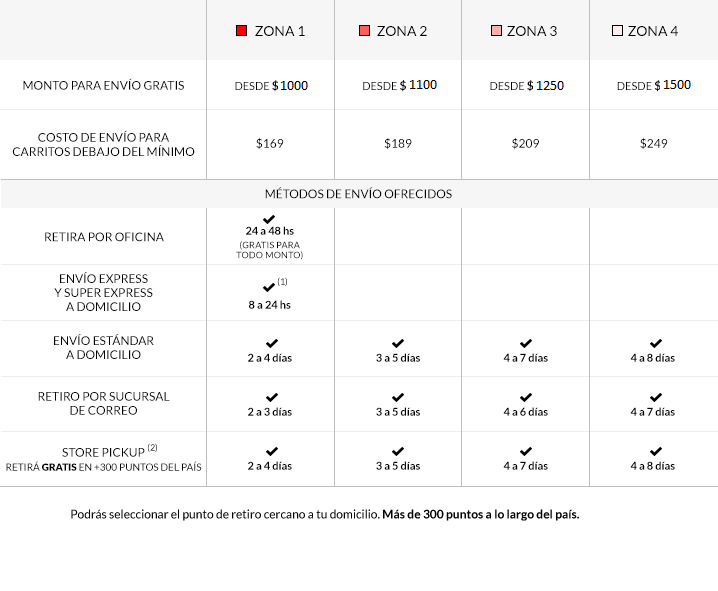 ZONA 1 ZONA 2 ZONA 3 ZONA 4
MONTO PARA ENVÍO GRATIS DESDE $1000 DESDE $ 1100 DESDE $ 1250 DESDE $ 1500
COSTO DE ENVÍO PARA
CARRITOS DEBAJO DEL MÍNIMO
$169 $189 $209 $249
MÉTODOS DE ENVÍO OFRECIDOS
RETIRA POR OFICINA
24 a 48 hs
(GRATIS PARA
TODO MONTO)
ENVÍO EXPRESS
Y SUPER EXPRESS
A DOMICILIO
(1)
8 a 24 hs
ENVÍO ESTÁNDAR
A DOMICILIO
2 a 4 días 3 a 5 días 4 a 7 días 4 a 8 días
RETIRO POR SUCURSAL
DE CORREO
2 a 3 días 3 a 5 días 4 a 6 días 4 a 7 días
STORE PICKUP (2)
RETIRÁ GRATIS EN +300 PUNTOS DEL PAÍS
2 a 4 días 3 a 5 días 4 a 7 días 4 a 8 días
Podrás seleccionar el punto de retiro cercano a tu domicilio. Más de 300 puntos a lo largo del país.